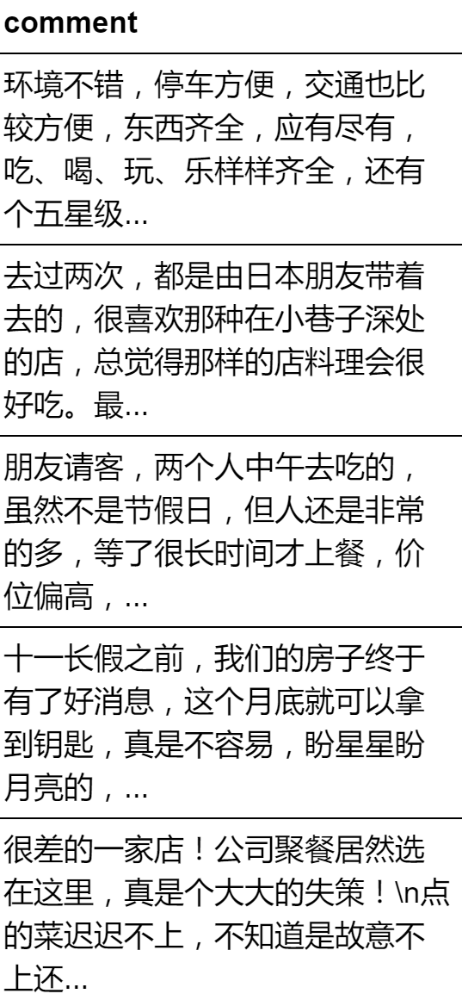 comment
环境不错，停车方便，交通也比
较方便，东西齐全，应有尽有，
吃、喝、玩、乐样样齐全，还有
个五星级...
去过两次，都是由日本朋友带着
去的，很喜欢那种在小巷子深处
的店，总觉得那样的店料理会很
好吃。最...
朋友请客，两个人中午去吃的，
虽然不是节假日，但人还是非常
的多，等了很长时间才上餐，价
位偏高，...
十一长假之前，我们的房子终于
有了好消息，这个月底就可以拿
到钥匙，真是不容易，盼星星盼
月亮的，...
很差的一家店！公司聚餐居然选
在这里，真是个大大的失策！\n点
的菜迟迟不上，不知道是故意不
上还...